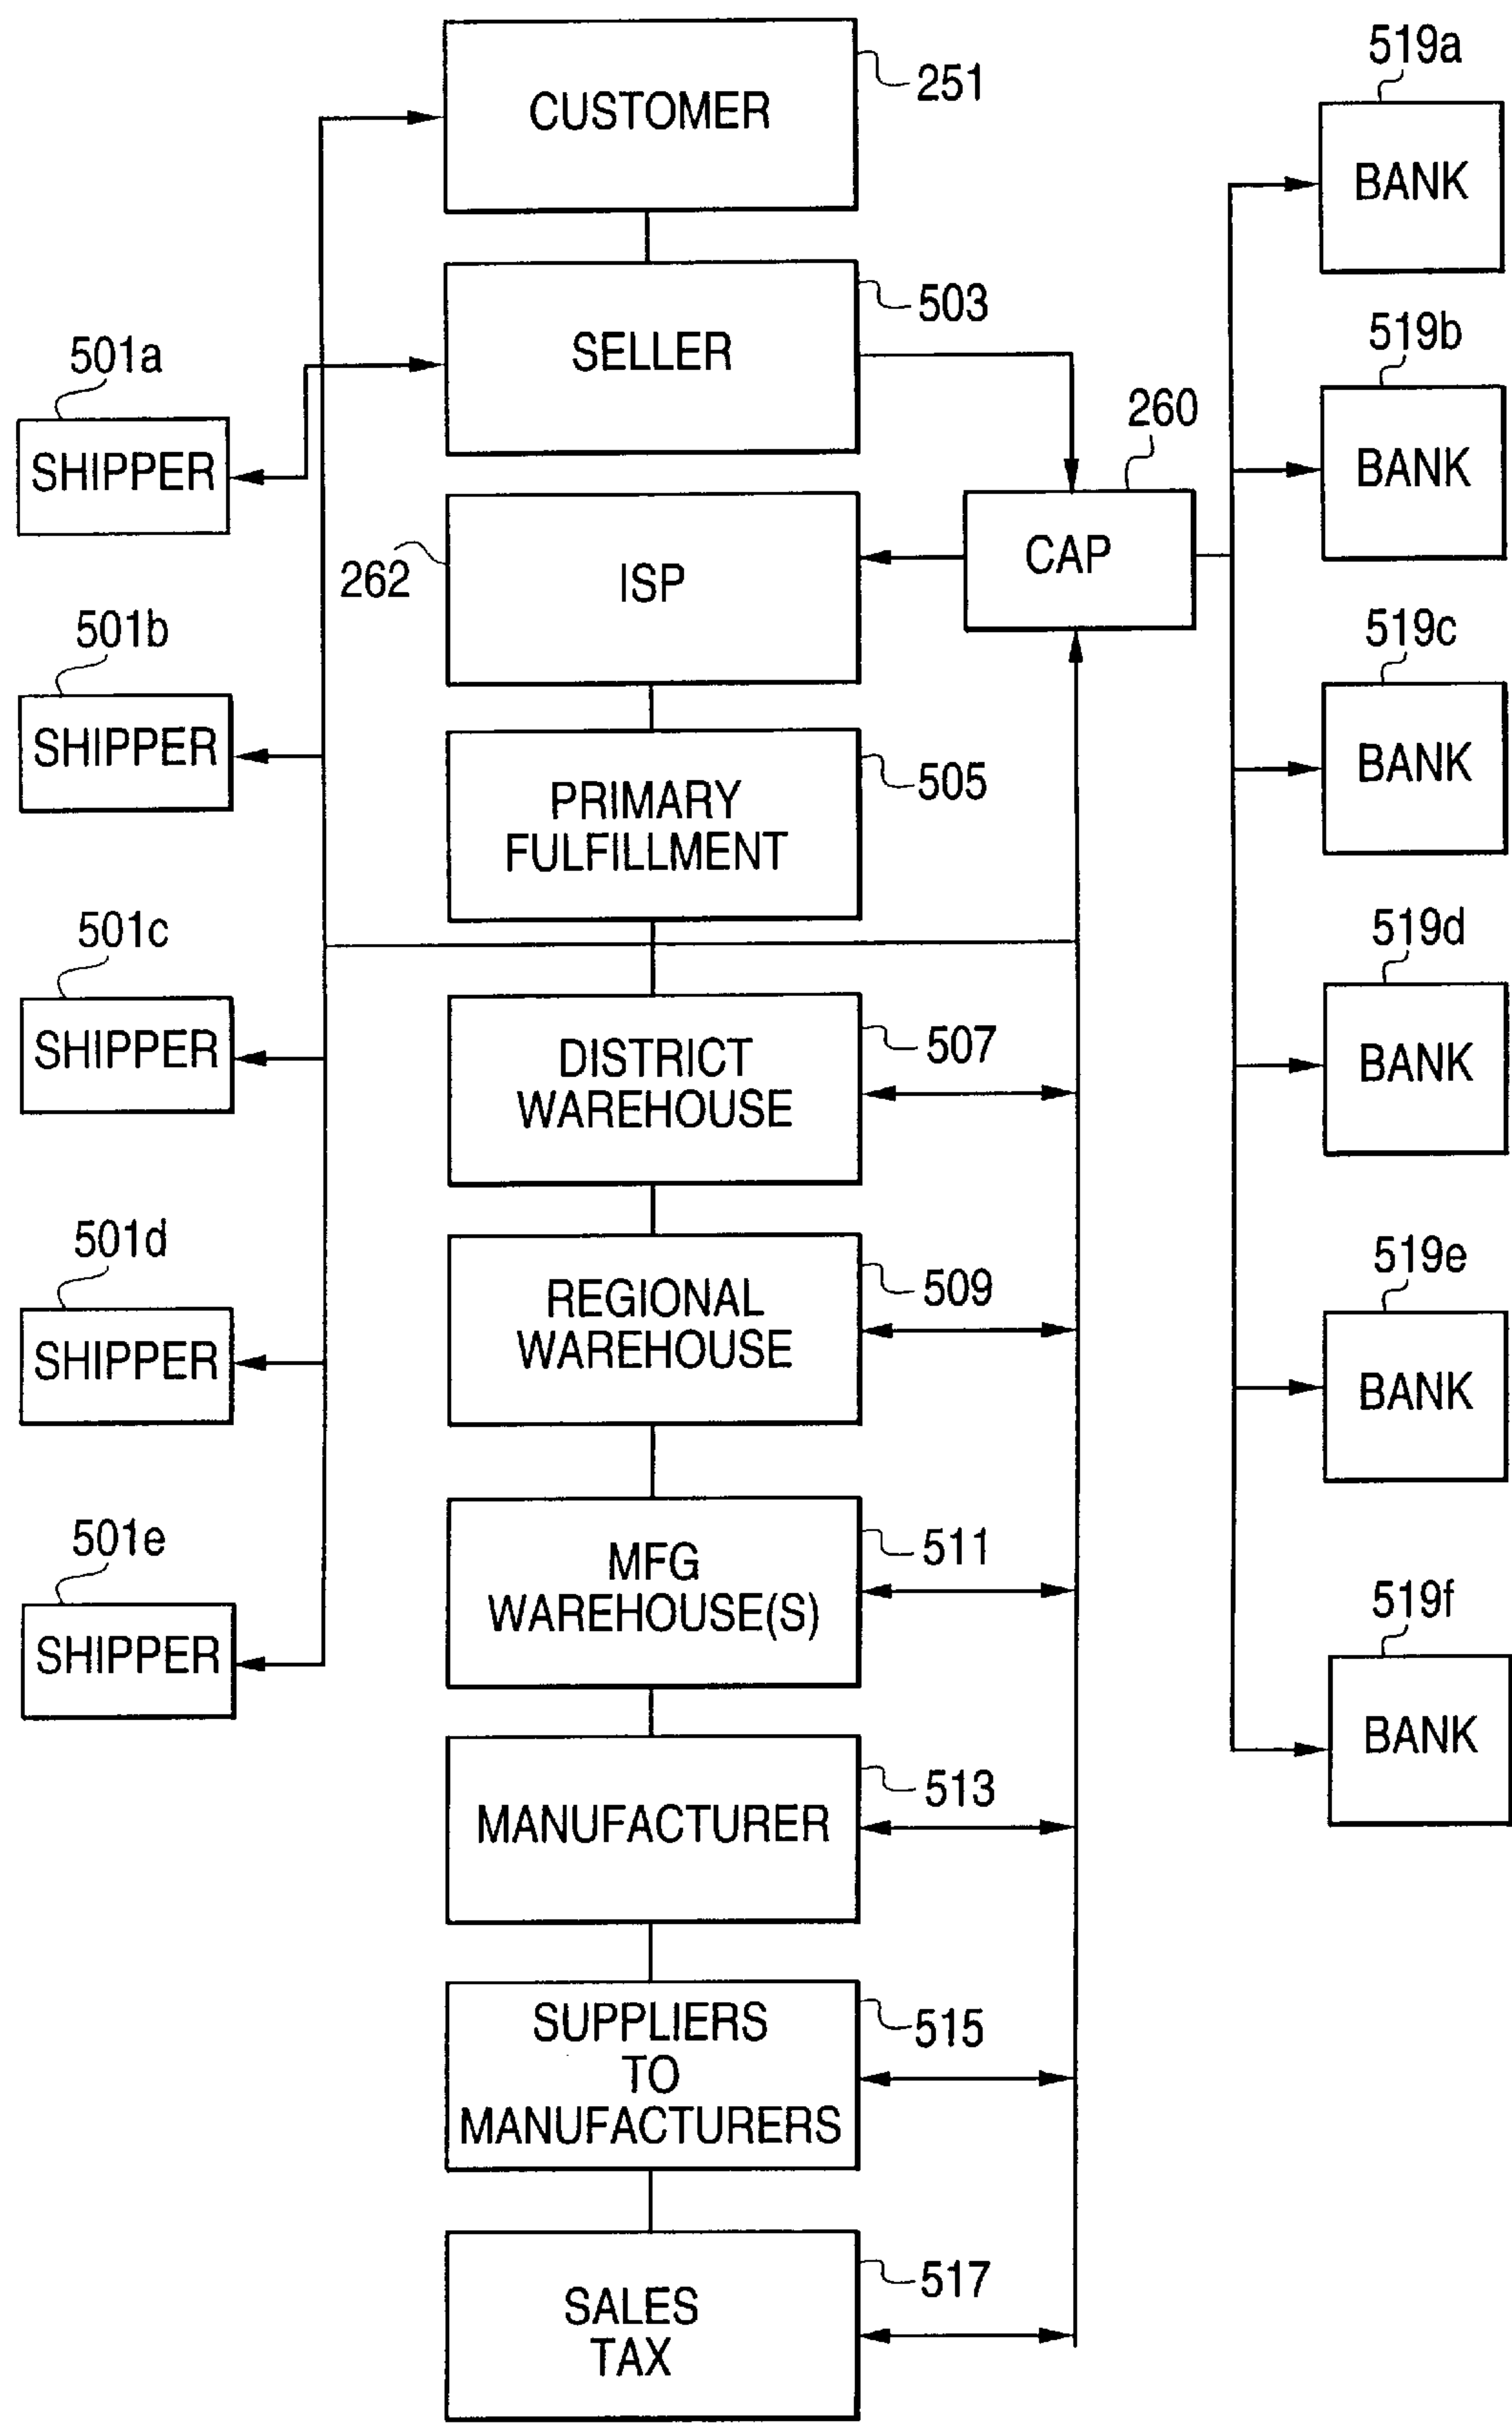 CUSTOMER
251
SELLER
503
501a
SHIPPER
ISP
262
260
CAP
501b
SHIPPER
PRIMARY
FULFILLMENT
505
501c
SHIPPER
DISTRICT
WAREHOUSE
507
501d
SHIPPER
REGIONAL
WAREHOUSE
509
501e
SHIPPER
MFG
WAREHOUSE(S)
511
MANUFACTURER
513
SUPPLIERS
TO
MANUFACTURERS
515
SALES
TAX
517
519a
BANK
519b
BANK
519c
BANK
519d
BANK
519e
BANK
519f
BANK